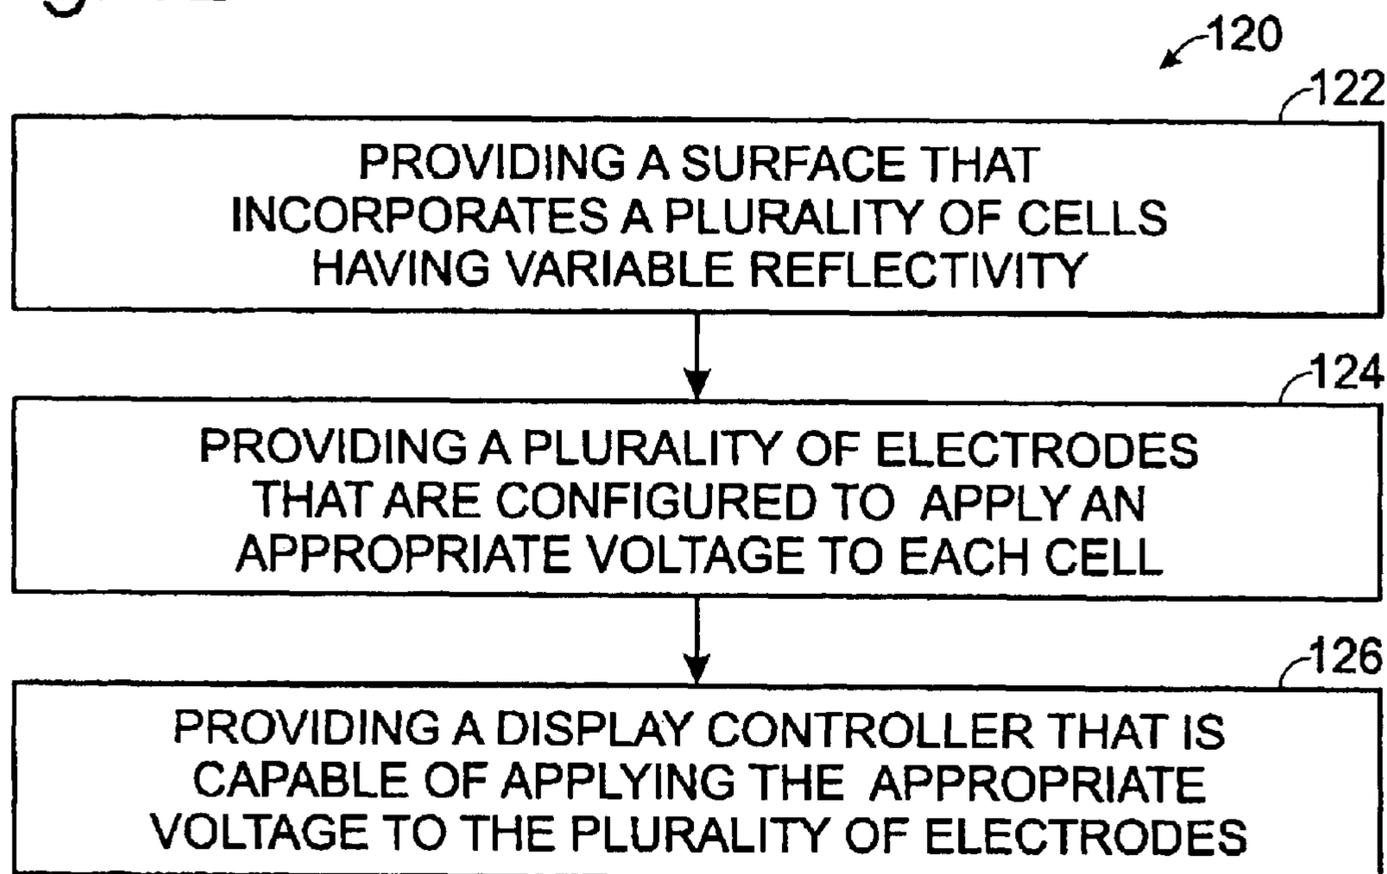 120
122
PROVIDING A SURFACE THAT
INCORPORATES A PLURALITY OF CELLS
HAVING VARIABLE REFLECTIVITY
124
PROVIDING A PLURALITY OF ELECTRODES
THAT ARE CONFIGURED TO APPLY AN
APPROPRIATE VOLTAGE TO EACH CELL
126
PROVIDING A DISPLAY CONTROLLER THAT IS
CAPABLE OF APPLYING THE APPROPRIATE
VOLTAGE TO THE PLURALITY OF ELECTRODES